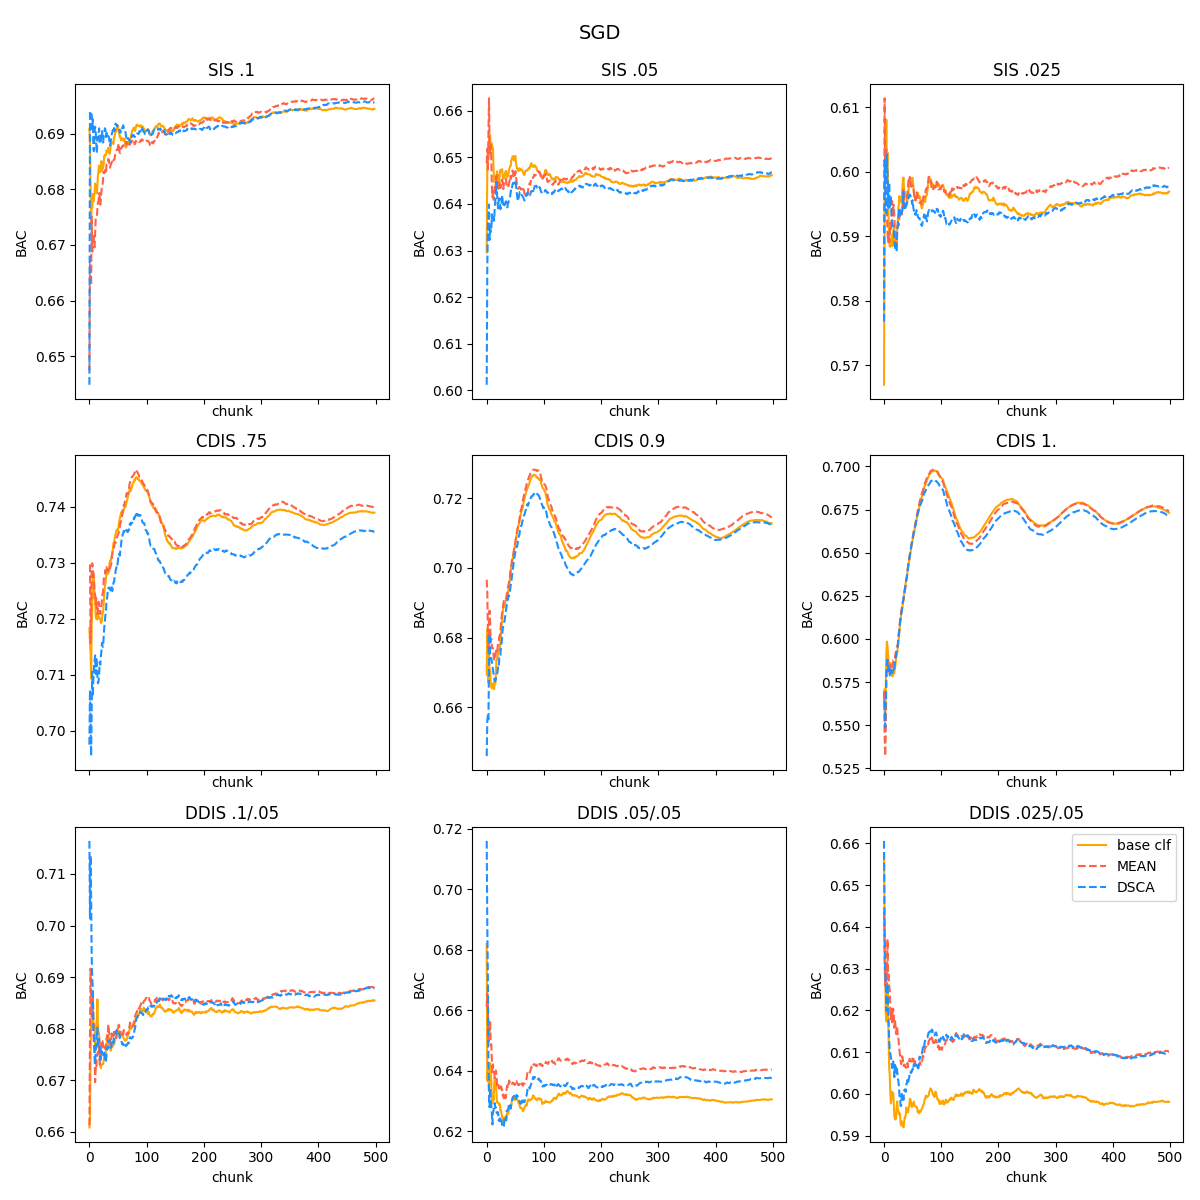 SGD
SIS .1
SIS .05
SIS .025
BAC
0.69
0.68
0.67
0.66
0.65
chunk
BAC
0.66
0.65
0.64
0.63
0.62
0.61
0.60
chunk
BAC
0.61
0.60
0.59
0.58
0.57
chunk
CDIS .75
CDIS 0.9
CDIS 1.
BAC
0.74
0.73
0.72
0.71
0.70
chunk
BAC
0.72
0.70
0.68
0.66
chunk
BAC
0.700
0.675
0.650
0.625
0.600
0.575
0.550
0.525
chunk
DDIS .1/.05
DDIS .05/.05
DDIS .025/.05
BAC
0.71
0.70
0.69
0.68
0.67
0.66
0 100 200 300 400 500
chunk
BAC
0.72
0.70
0.68
0.66
0.64
0.62
0 100 200 300 400 500
chunk
BAC
0.66
0.65
0.64
0.63
0.62
0.61
0.60
0.59
base clf
MEAN
DSCA
0 100 200 300 400 500
chunk